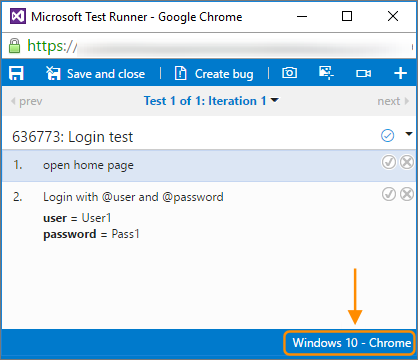 Microsoft Test Runner - Google Chrome
https://
Save and close Create bug
prev Test 1 of 1: Iteration 1 next
636773: Login test
1. open home page
2. Login with @user and @password
user = User1
password = Pass1
Windows 10 - Chrome